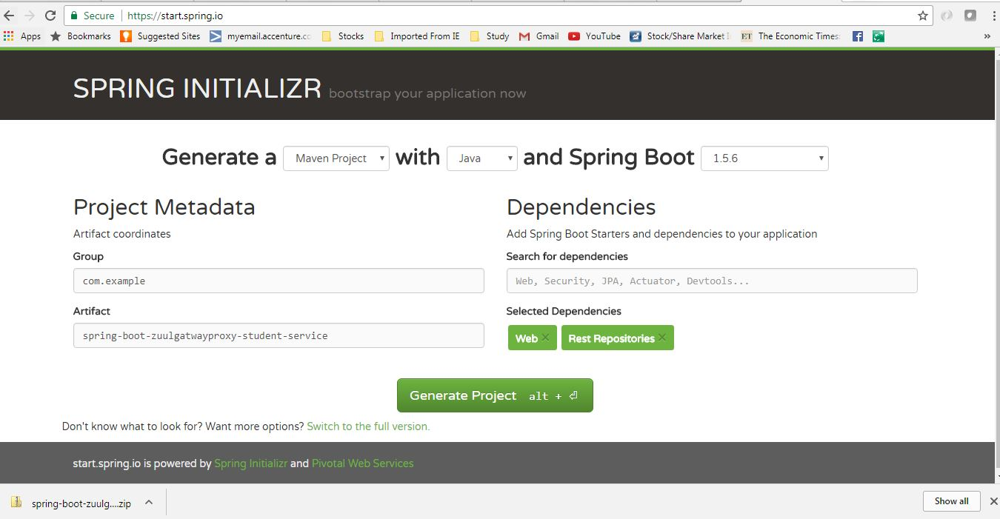 Secure https://start.spring.io
Apps Bookmarks Suggested Sites myemail.accenture.co Stocks Imported From IE Study Gmail YouTube Stock/Share Market I ET The Economic Times: »
SPRING INITIALIZR bootstrap your application now
Generate a Maven Project with Java and Spring Boot 1.5.6
Project Metadata
Artifact coordinates
Group
com.example
Artifact
spring-boot-zuulgatwayproxy-student-service
Dependencies
Add Spring Boot Starters and dependencies to your application
Search for dependencies
Web, Security, JPA, Actuator, Devtools...
Selected Dependencies
Web × Rest Repositories ×
Generate Project alt + ⏎
Don't know what to look for? Want more options? Switch to the full version.
start.spring.io is powered by Spring Initializr and Pivotal Web Services
spring-boot-zuulg....zip Show all